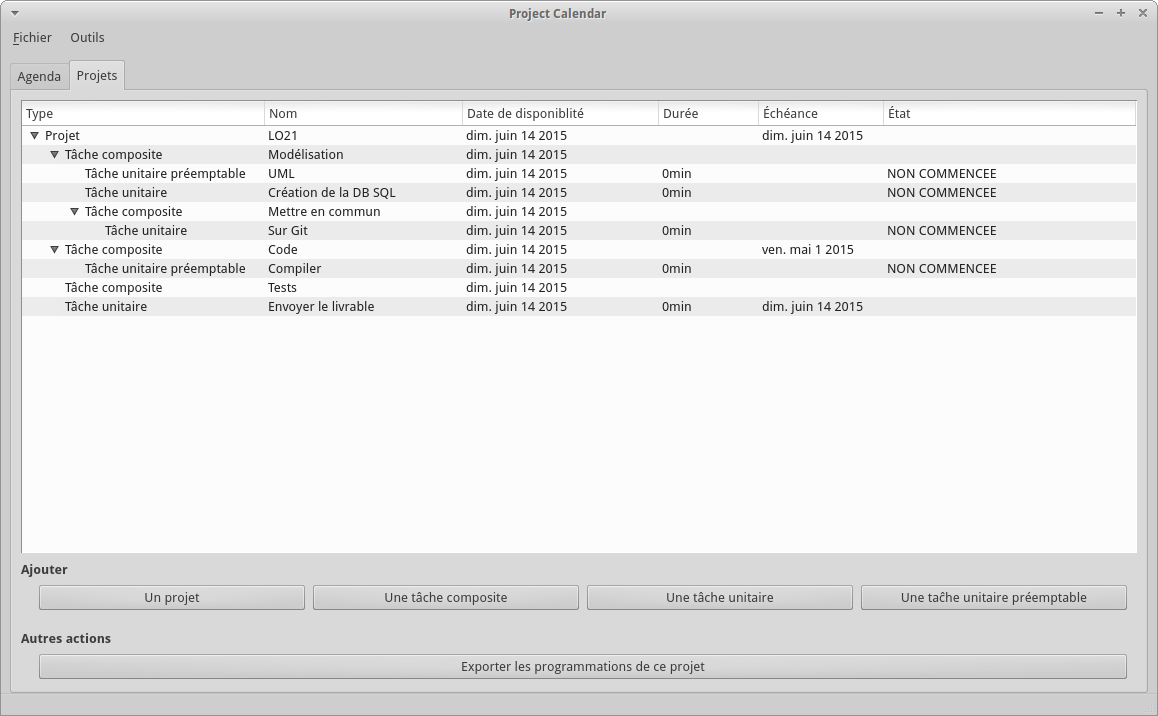 Project Calendar
Fichier Outils
Agenda Projets
Type Nom Date de disponiblité Durée Échéance État
Projet LO21 dim. juin 14 2015 dim. juin 14 2015
Tâche composite Modélisation dim. juin 14 2015
Tâche unitaire préemptable UML dim. juin 14 2015 0min NON COMMENCEE
Tâche unitaire Création de la DB SQL dim. juin 14 2015 0min NON COMMENCEE
Tâche composite Mettre en commun dim. juin 14 2015
Tâche unitaire Sur Git dim. juin 14 2015 0min NON COMMENCEE
Tâche composite Code dim. juin 14 2015 ven. mai 1 2015
Tâche unitaire préemptable Compiler dim. juin 14 2015 0min NON COMMENCEE
Tâche composite Tests dim. juin 14 2015
Tâche unitaire Envoyer le livrable dim. juin 14 2015 0min dim. juin 14 2015
Ajouter
Un projet Une tâche composite Une tâche unitaire Une taĉhe unitaire préemptable
Autres actions
Exporter les programmations de ce projet